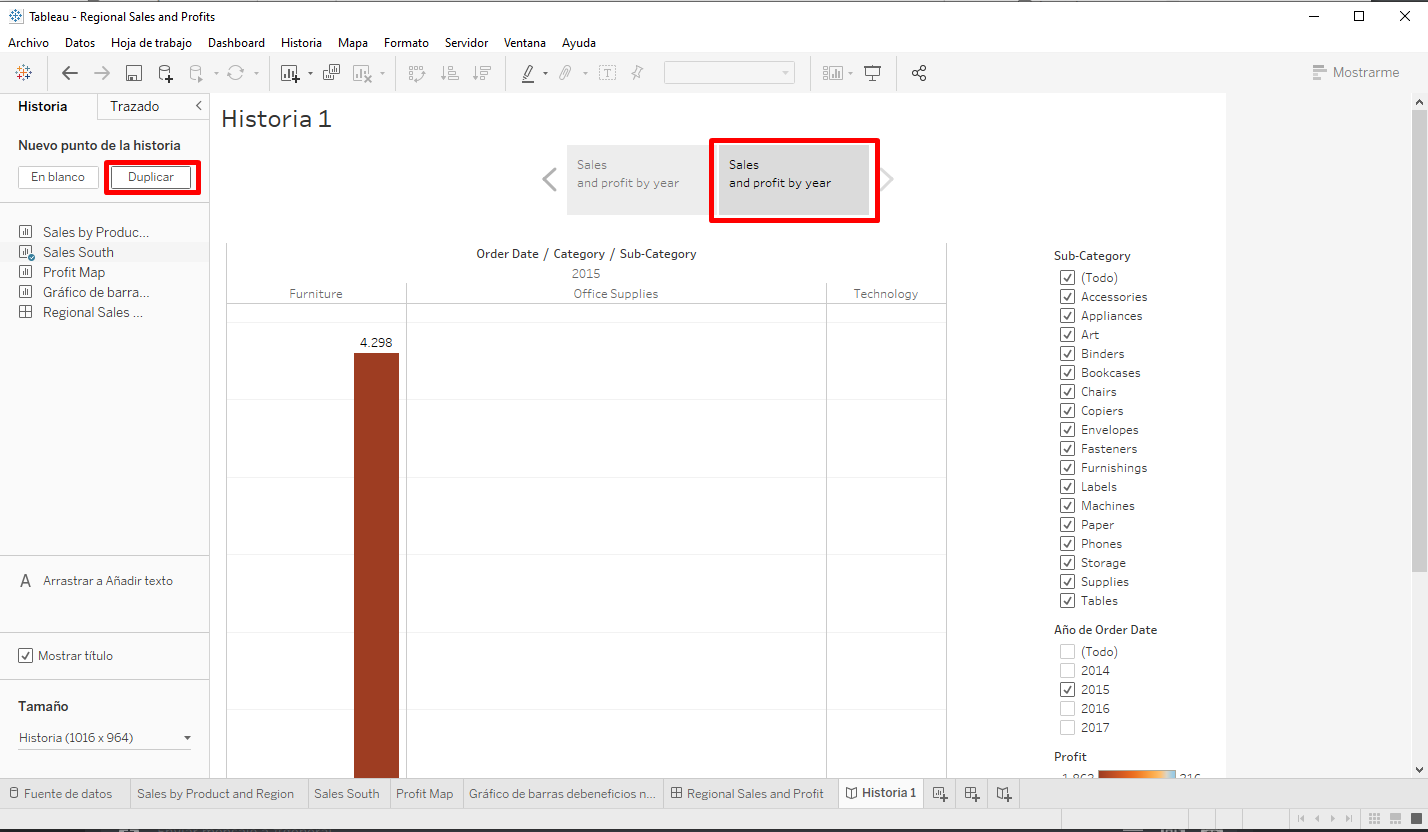 Tableau - Regional Sales and Profits
Archivo Datos Hoja de trabajo Dashboard Historia Mapa Formato Servidor Ventana Ayuda
Mostrarme
Historia Trazado
Nuevo punto de la historia
En blanco Duplicar
Sales by Produc...
Sales South
Profit Map
Gráfico de barra...
Regional Sales ...
A Arrastrar a Añadir texto
Mostrar título
Tamaño
Historia (1016 x 964)
Historia 1
Sales
and profit by year
Sales
and profit by year
Order Date / Category / Sub-Category
2015
Furniture Office Supplies Technology
4.298
Sub-Category
(Todo)
Accessories
Appliances
Art
Binders
Bookcases
Chairs
Copiers
Envelopes
Fasteners
Furnishings
Labels
Machines
Paper
Phones
Storage
Supplies
Tables
Año de Order Date
(Todo)
2014
2015
2016
2017
Profit
Fuente de datos Sales by Product and Region Sales South Profit Map Gráfico de barras debeneficios n... Regional Sales and Profit Historia 1